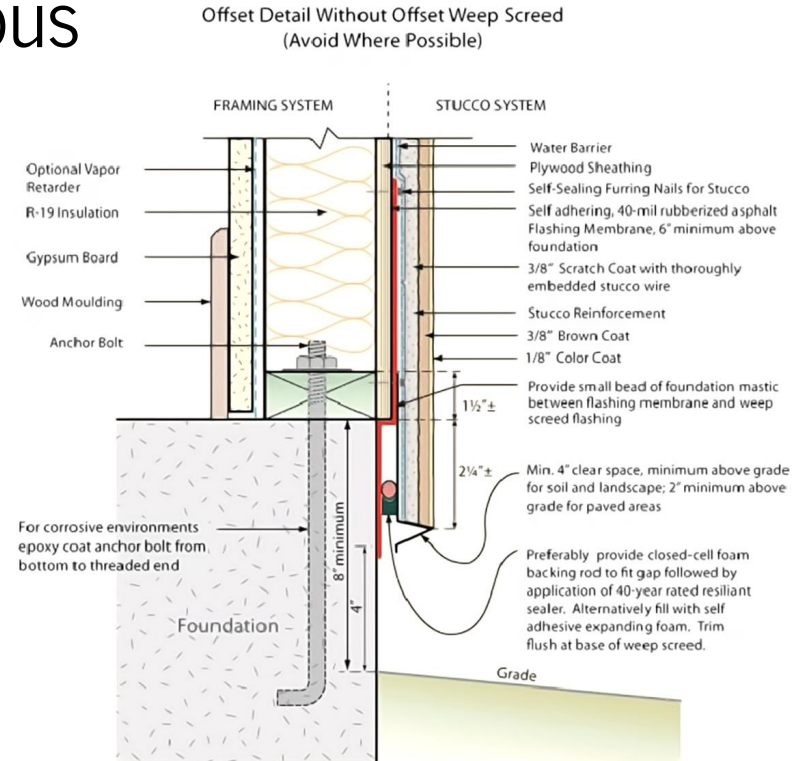 ous
Offset Detail Without Offset Weep Screed
(Avoid Where Possible)
FRAMING SYSTEM
STUCCO SYSTEM
Optional Vapor
Retarder
R-19 Insulation
Gypsum Board
Wood Moulding
Anchor Bolt
Water Barrier
Plywood Sheathing
Self-Sealing Furring Nails for Stucco
Self adhering, 40-mil rubberized asphalt
Flashing Membrane, 6" minimum above
foundation
3/8" Scratch Coat with thoroughly
embedded stucco wire
Stucco Reinforcement
3/8" Brown Coat
1/8" Color Coat
Provide small bead of foundation mastic
between flashing membrane and weep
screed flashing
1½"±
2¼"±
Min. 4" clear space, minimum above grade
for soil and landscape; 2" minimum above
grade for paved areas
For corrosive environments
epoxy coat anchor bolt from
bottom to threaded end
8" minimum
4"
Preferably provide closed-cell foam
backing rod to fit gap followed by
application of 40-year rated resiliant
sealer. Alternatively fill with self
adhesive expanding foam. Trim
flush at base of weep screed.
Foundation
Grade